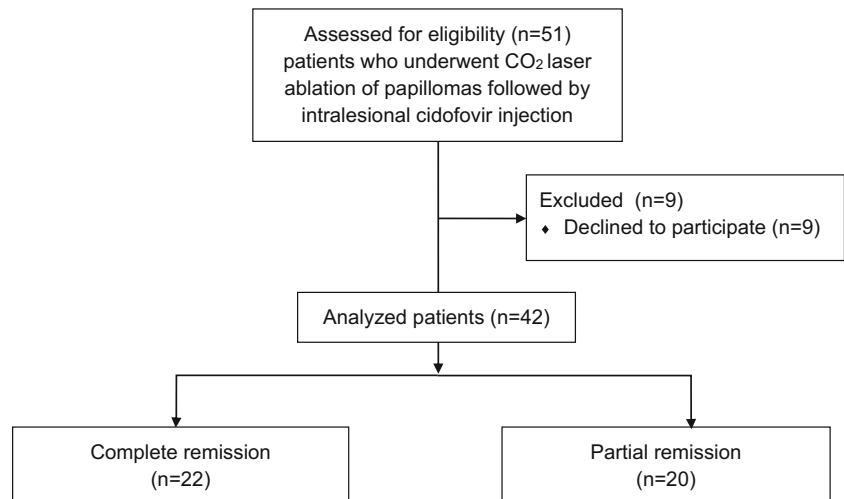 Assessed for eligibility (n=51)
patients who underwent CO₂ laser
ablation of papillomas followed by
intralesional cidofovir injection
Excluded (n=9)
♦ Declined to participate (n=9)
Analyzed patients (n=42)
Complete remission
(n=22)
Partial remission
(n=20)